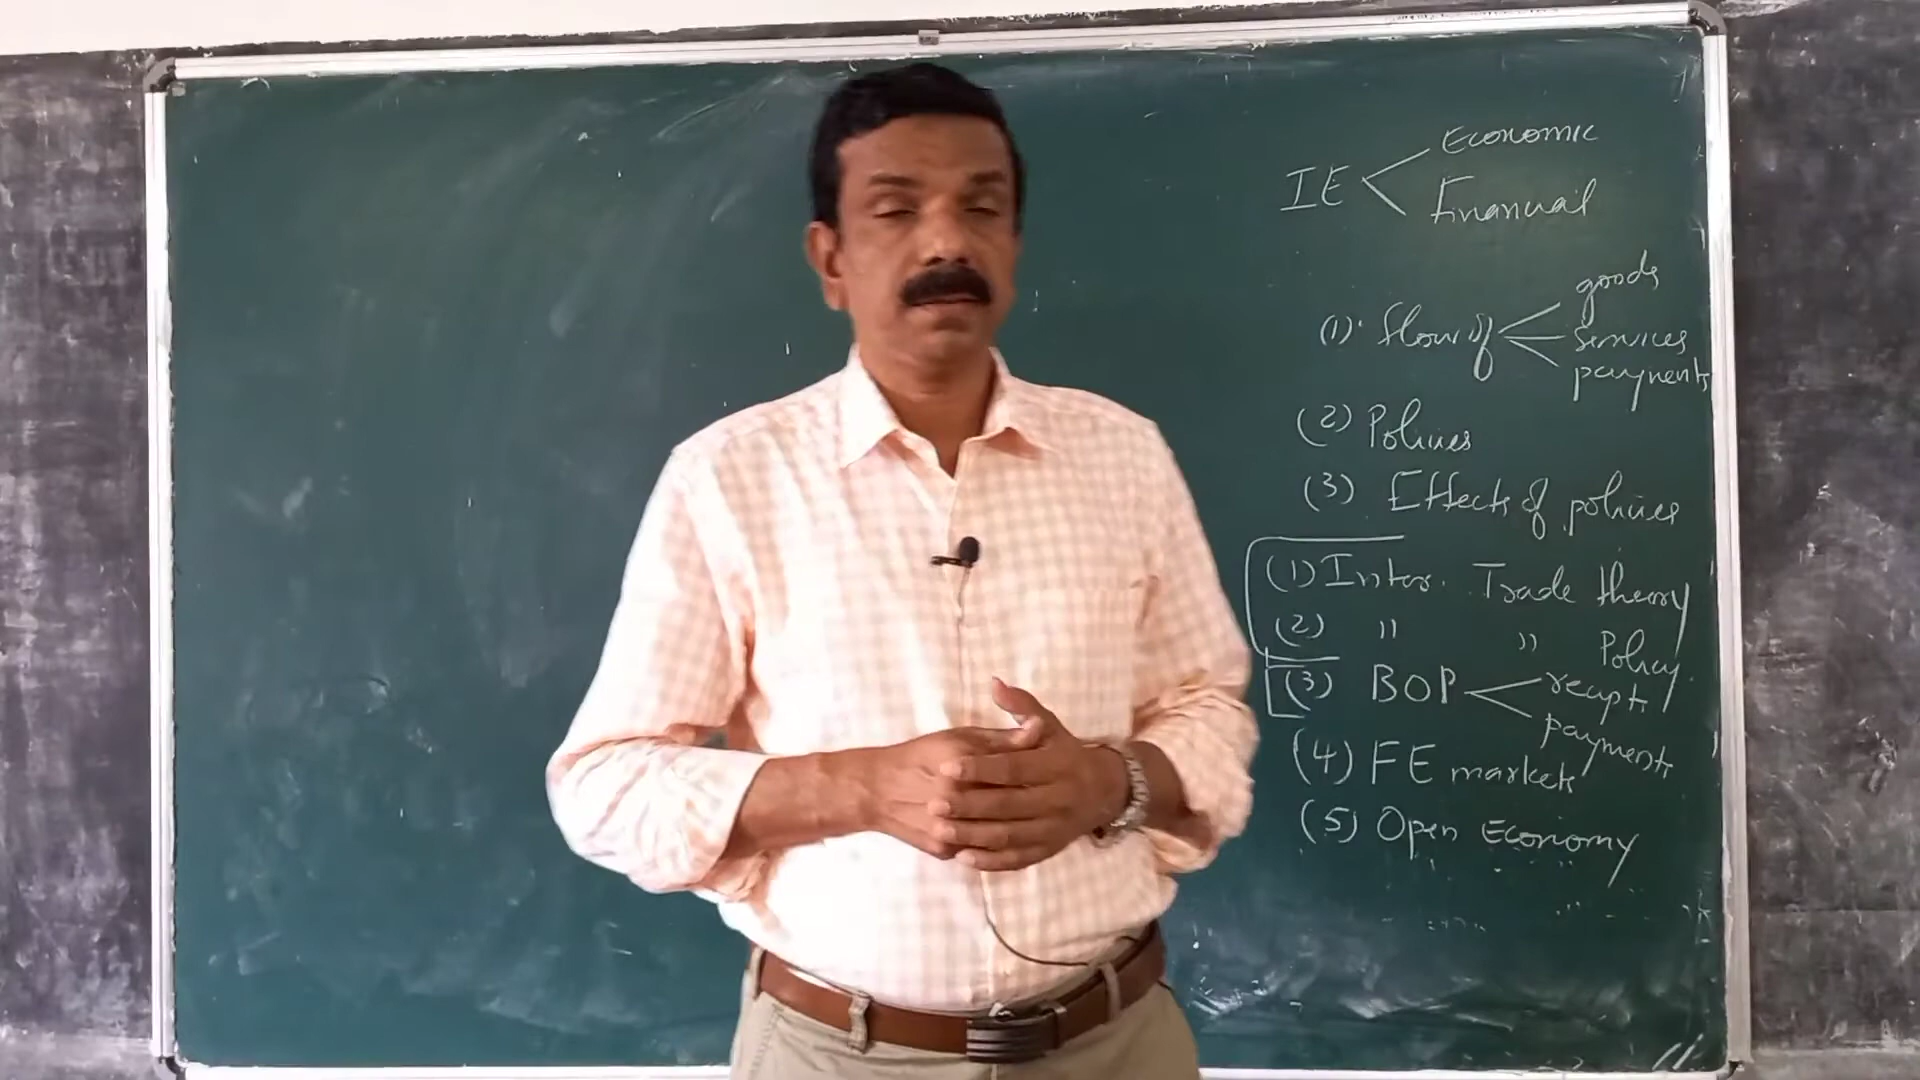 Economic
IE
Financial
goods
(1). flow of
services
payments
(2) Policies
(3) Effects of policies
(1) Inter. Trade theory
(2) " " Policy
(3) BOP
receipts
payments
(4) FE markets
(5) Open Economy